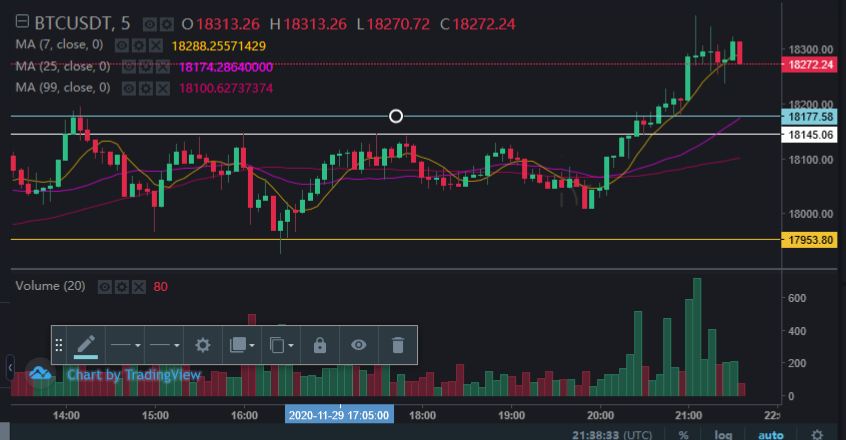 BTCUSDT, 5 O 18313.26 H 18313.26 L 18270.72 C 18272.24
MA (7, close, 0) 18288.25571429
MA (25, close, 0) 18174.28640000
MA (99, close, 0) 18100.62737374
18300.00
18272.24
18200.00
18177.58
18145.06
18100.00
18000.00
17953.80
Volume (20) 80
600
400
200
0
Chart by TradingView
14:00 15:00 16:00 2020-11-29 17:05:00 18:00 19:00 20:00 21:00 22:
21:38:33 (UTC) % log auto